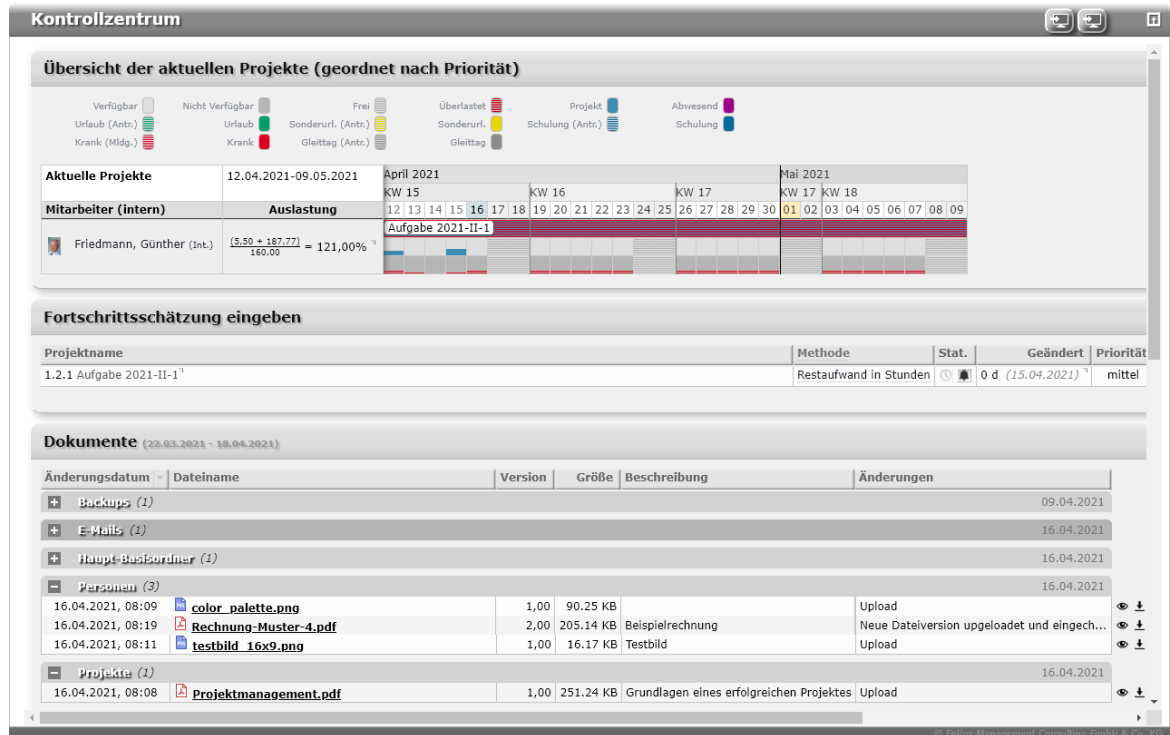 Kontrollzentrum
Übersicht der aktuellen Projekte (geordnet nach Priorität)
Verfügbar Nicht Verfügbar Frei Überlastet Projekt Abwesend
Urlaub (Antr.) Urlaub Sonderurl. (Antr.) Sonderurl. Schulung (Antr.) Schulung
Krank (Mldg.) Krank Gleittag (Antr.) Gleittag
Aktuelle Projekte 12.04.2021-09.05.2021 April 2021 Mai 2021
KW 15 KW 16 KW 17 KW 17 KW 18
Mitarbeiter (intern) Auslastung 12 13 14 15 16 17 18 19 20 21 22 23 24 25 26 27 28 29 30 01 02 03 04 05 06 07 08 09
Aufgabe 2021-II-1
Friedmann, Günther (Int.) (5,50 + 187,77) / 160,00 = 121,00%
Fortschrittsschätzung eingeben
Projektname Methode Stat. Geändert Priorität
1.2.1 Aufgabe 2021-II-1 Restaufwand in Stunden 0 d (15.04.2021) mittel
Dokumente (22.03.2021 - 18.04.2021)
Änderungsdatum Dateiname Version Größe Beschreibung Änderungen
Backups (1) 09.04.2021
E-Mails (1) 16.04.2021
Haupt-Basisordner (1) 16.04.2021
Personen (3) 16.04.2021
16.04.2021, 08:09 color_palette.png 1,00 90.25 KB Upload
16.04.2021, 08:19 Rechnung-Muster-4.pdf 2,00 205.14 KB Beispielrechnung Neue Dateiversion upgeloadet und eingech...
16.04.2021, 08:11 testbild_16x9.png 1,00 16.17 KB Testbild Upload
Projekte (1) 16.04.2021
16.04.2021, 08:08 Projektmanagement.pdf 1,00 251.24 KB Grundlagen eines erfolgreichen Projektes Upload
© FeRox Management Consulting GmbH & Co. KG